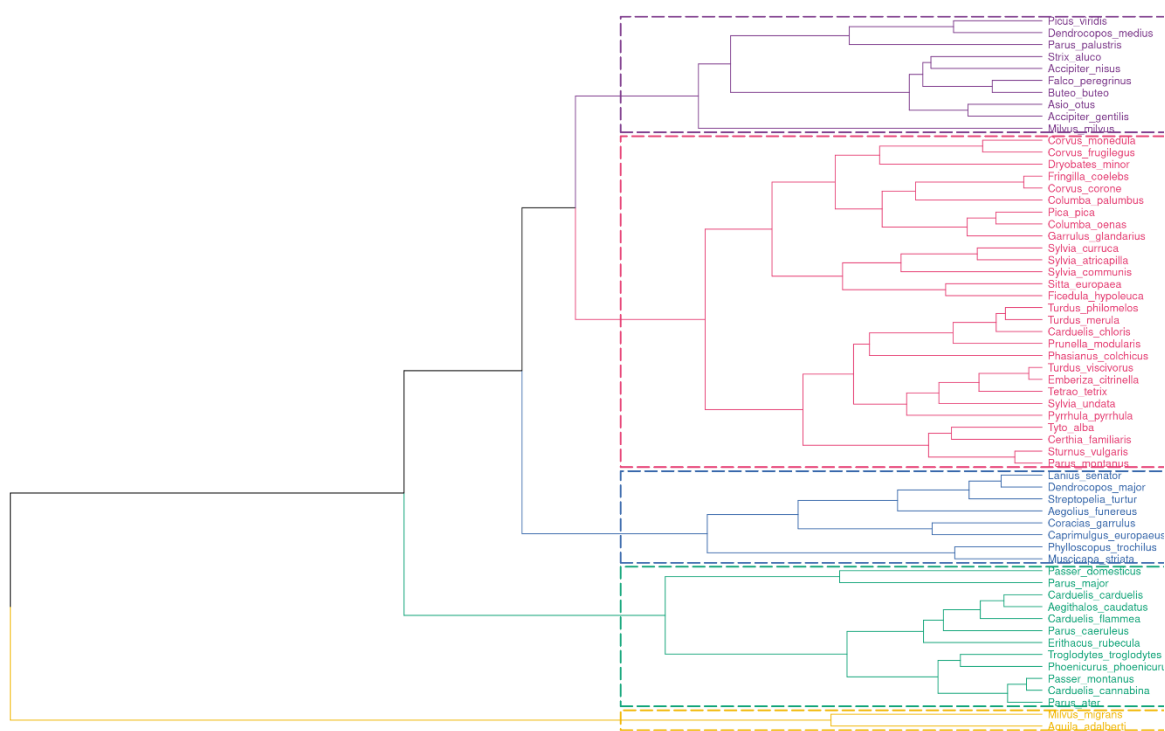 Picus_viridis
Dendrocopos_medius
Parus_palustris
Strix_aluco
Accipiter_nisus
Falco_peregrinus
Buteo_buteo
Asio_otus
Accipiter_gentilis
Milvus_milvus
Corvus_monedula
Corvus_frugilegus
Dryobates_minor
Fringilla_coelebs
Corvus_corone
Columba_palumbus
Pica_pica
Columba_oenas
Garrulus_glandarius
Sylvia_curruca
Sylvia_atricapilla
Sylvia_communis
Sitta_europaea
Ficedula_hypoleuca
Turdus_philomelos
Turdus_merula
Carduelis_chloris
Prunella_modularis
Phasianus_colchicus
Turdus_viscivorus
Emberiza_citrinella
Tetrao_tetrix
Sylvia_undata
Pyrrhula_pyrrhula
Tyto_alba
Certhia_familiaris
Sturnus_vulgaris
Parus_montanus
Lanius_senator
Dendrocopos_major
Streptopelia_turtur
Aegolius_funereus
Coracias_garrulus
Caprimulgus_europaeus
Phylloscopus_trochilus
Muscicapa_striata
Passer_domesticus
Parus_major
Carduelis_carduelis
Aegithalos_caudatus
Carduelis_flammea
Parus_caeruleus
Erithacus_rubecula
Troglodytes_troglodytes
Phoenicurus_phoenicuru
Passer_montanus
Carduelis_cannabina
Parus_ater
Milvus_migrans
Aquila_adalberti